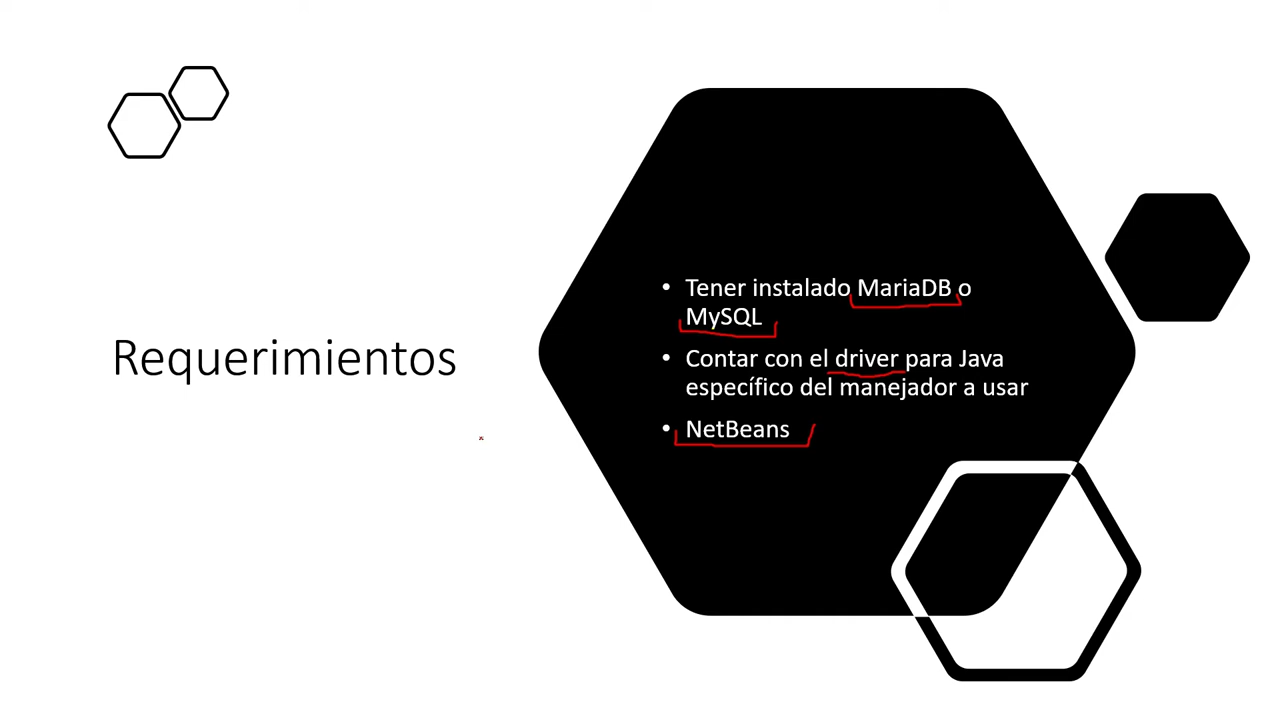 Requerimientos
• Tener instalado MariaDB o
MySQL
• Contar con el driver para Java
específico del manejador a usar
• NetBeans